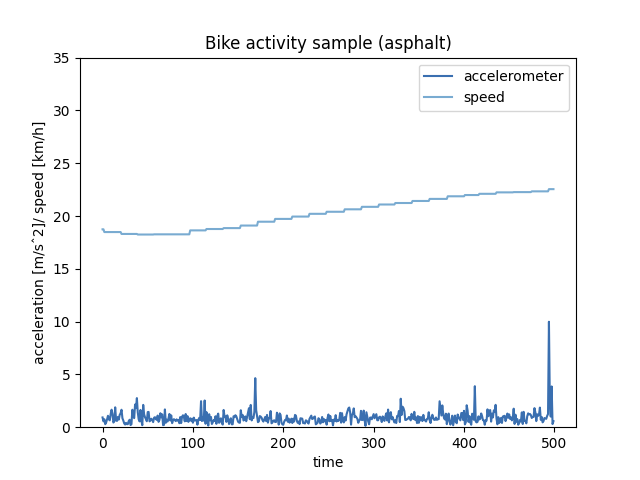 Bike activity sample (asphalt)
accelerometer
speed
acceleration [m/s^2]/ speed [km/h]
35
30
25
20
15
10
5
0
0 100 200 300 400 500
time